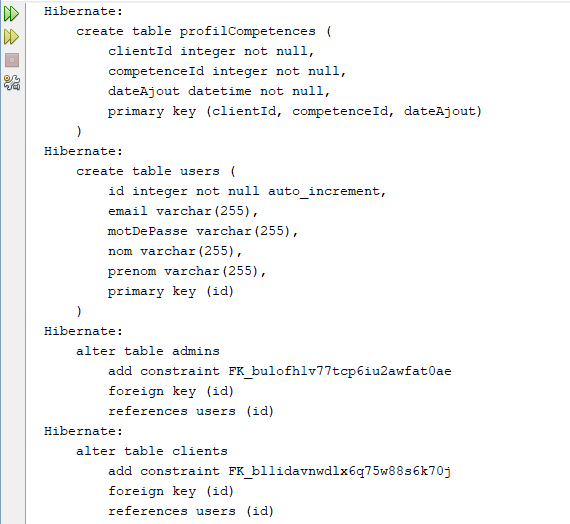 Hibernate:
    create table profilCompetences (
        clientId integer not null,
        competenceId integer not null,
        dateAjout datetime not null,
        primary key (clientId, competenceId, dateAjout)
    )
Hibernate:
    create table users (
        id integer not null auto_increment,
        email varchar(255),
        motDePasse varchar(255),
        nom varchar(255),
        prenom varchar(255),
        primary key (id)
    )
Hibernate:
    alter table admins
        add constraint FK_bulofhlv77tcp6iu2awfat0ae
        foreign key (id)
        references users (id)
Hibernate:
    alter table clients
        add constraint FK_bllidavnwdlx6q75w88s6k70j
        foreign key (id)
        references users (id)